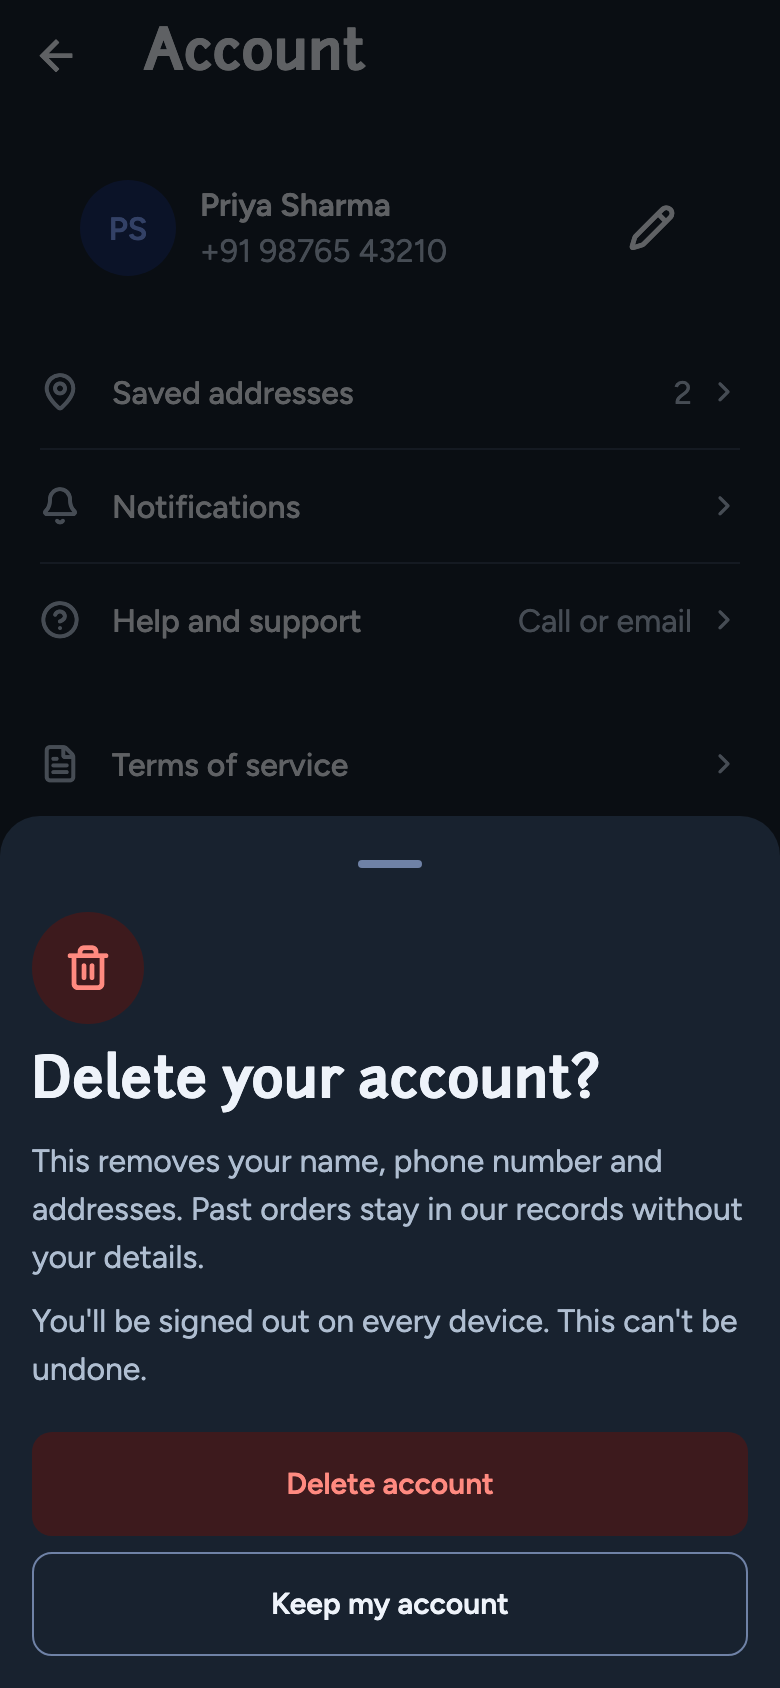 Account
PS
Priya Sharma
+91 98765 43210
Saved addresses 2
Notifications
Help and support Call or email
Terms of service
Delete your account?
This removes your name, phone number and
addresses. Past orders stay in our records without
your details.
You'll be signed out on every device. This can't be
undone.
Delete account
Keep my account